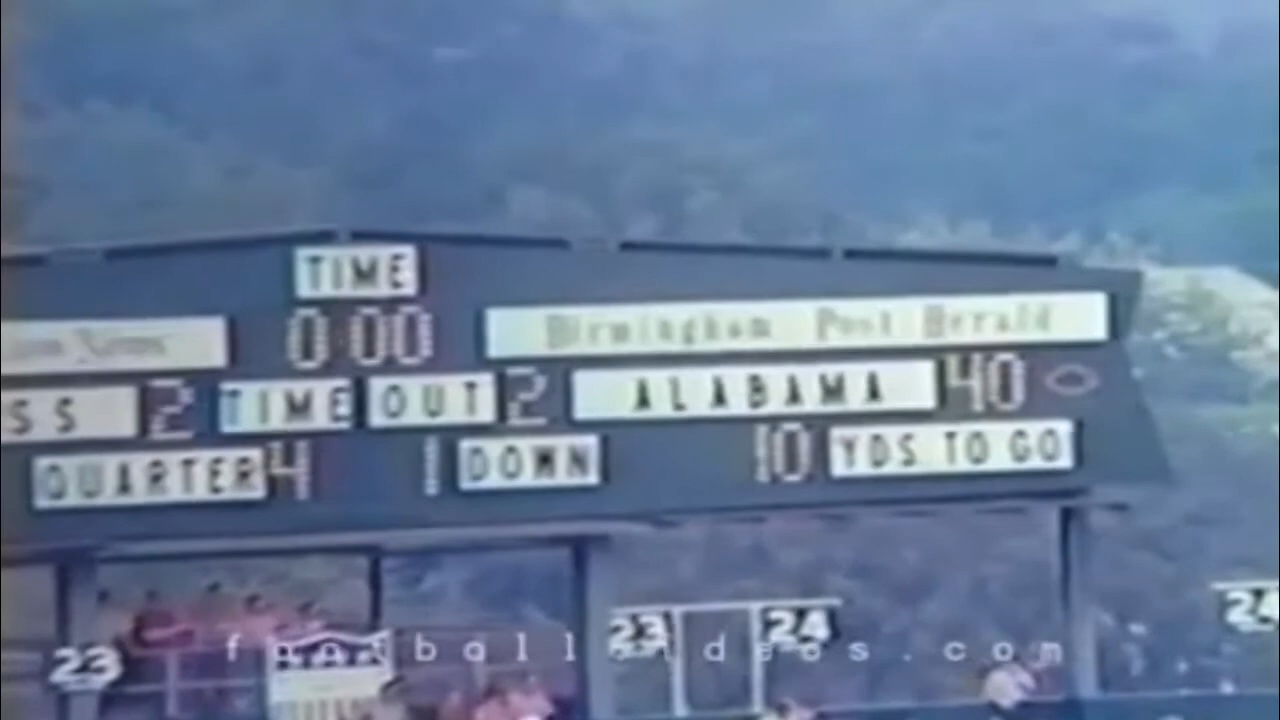 TIME
0:00
Birmingham Post Herald
SS 2 TIME OUT 2 ALABAMA 40
QUARTER 4 1 DOWN 10 YDS TO GO
23 24 24
23
footballvideos.com